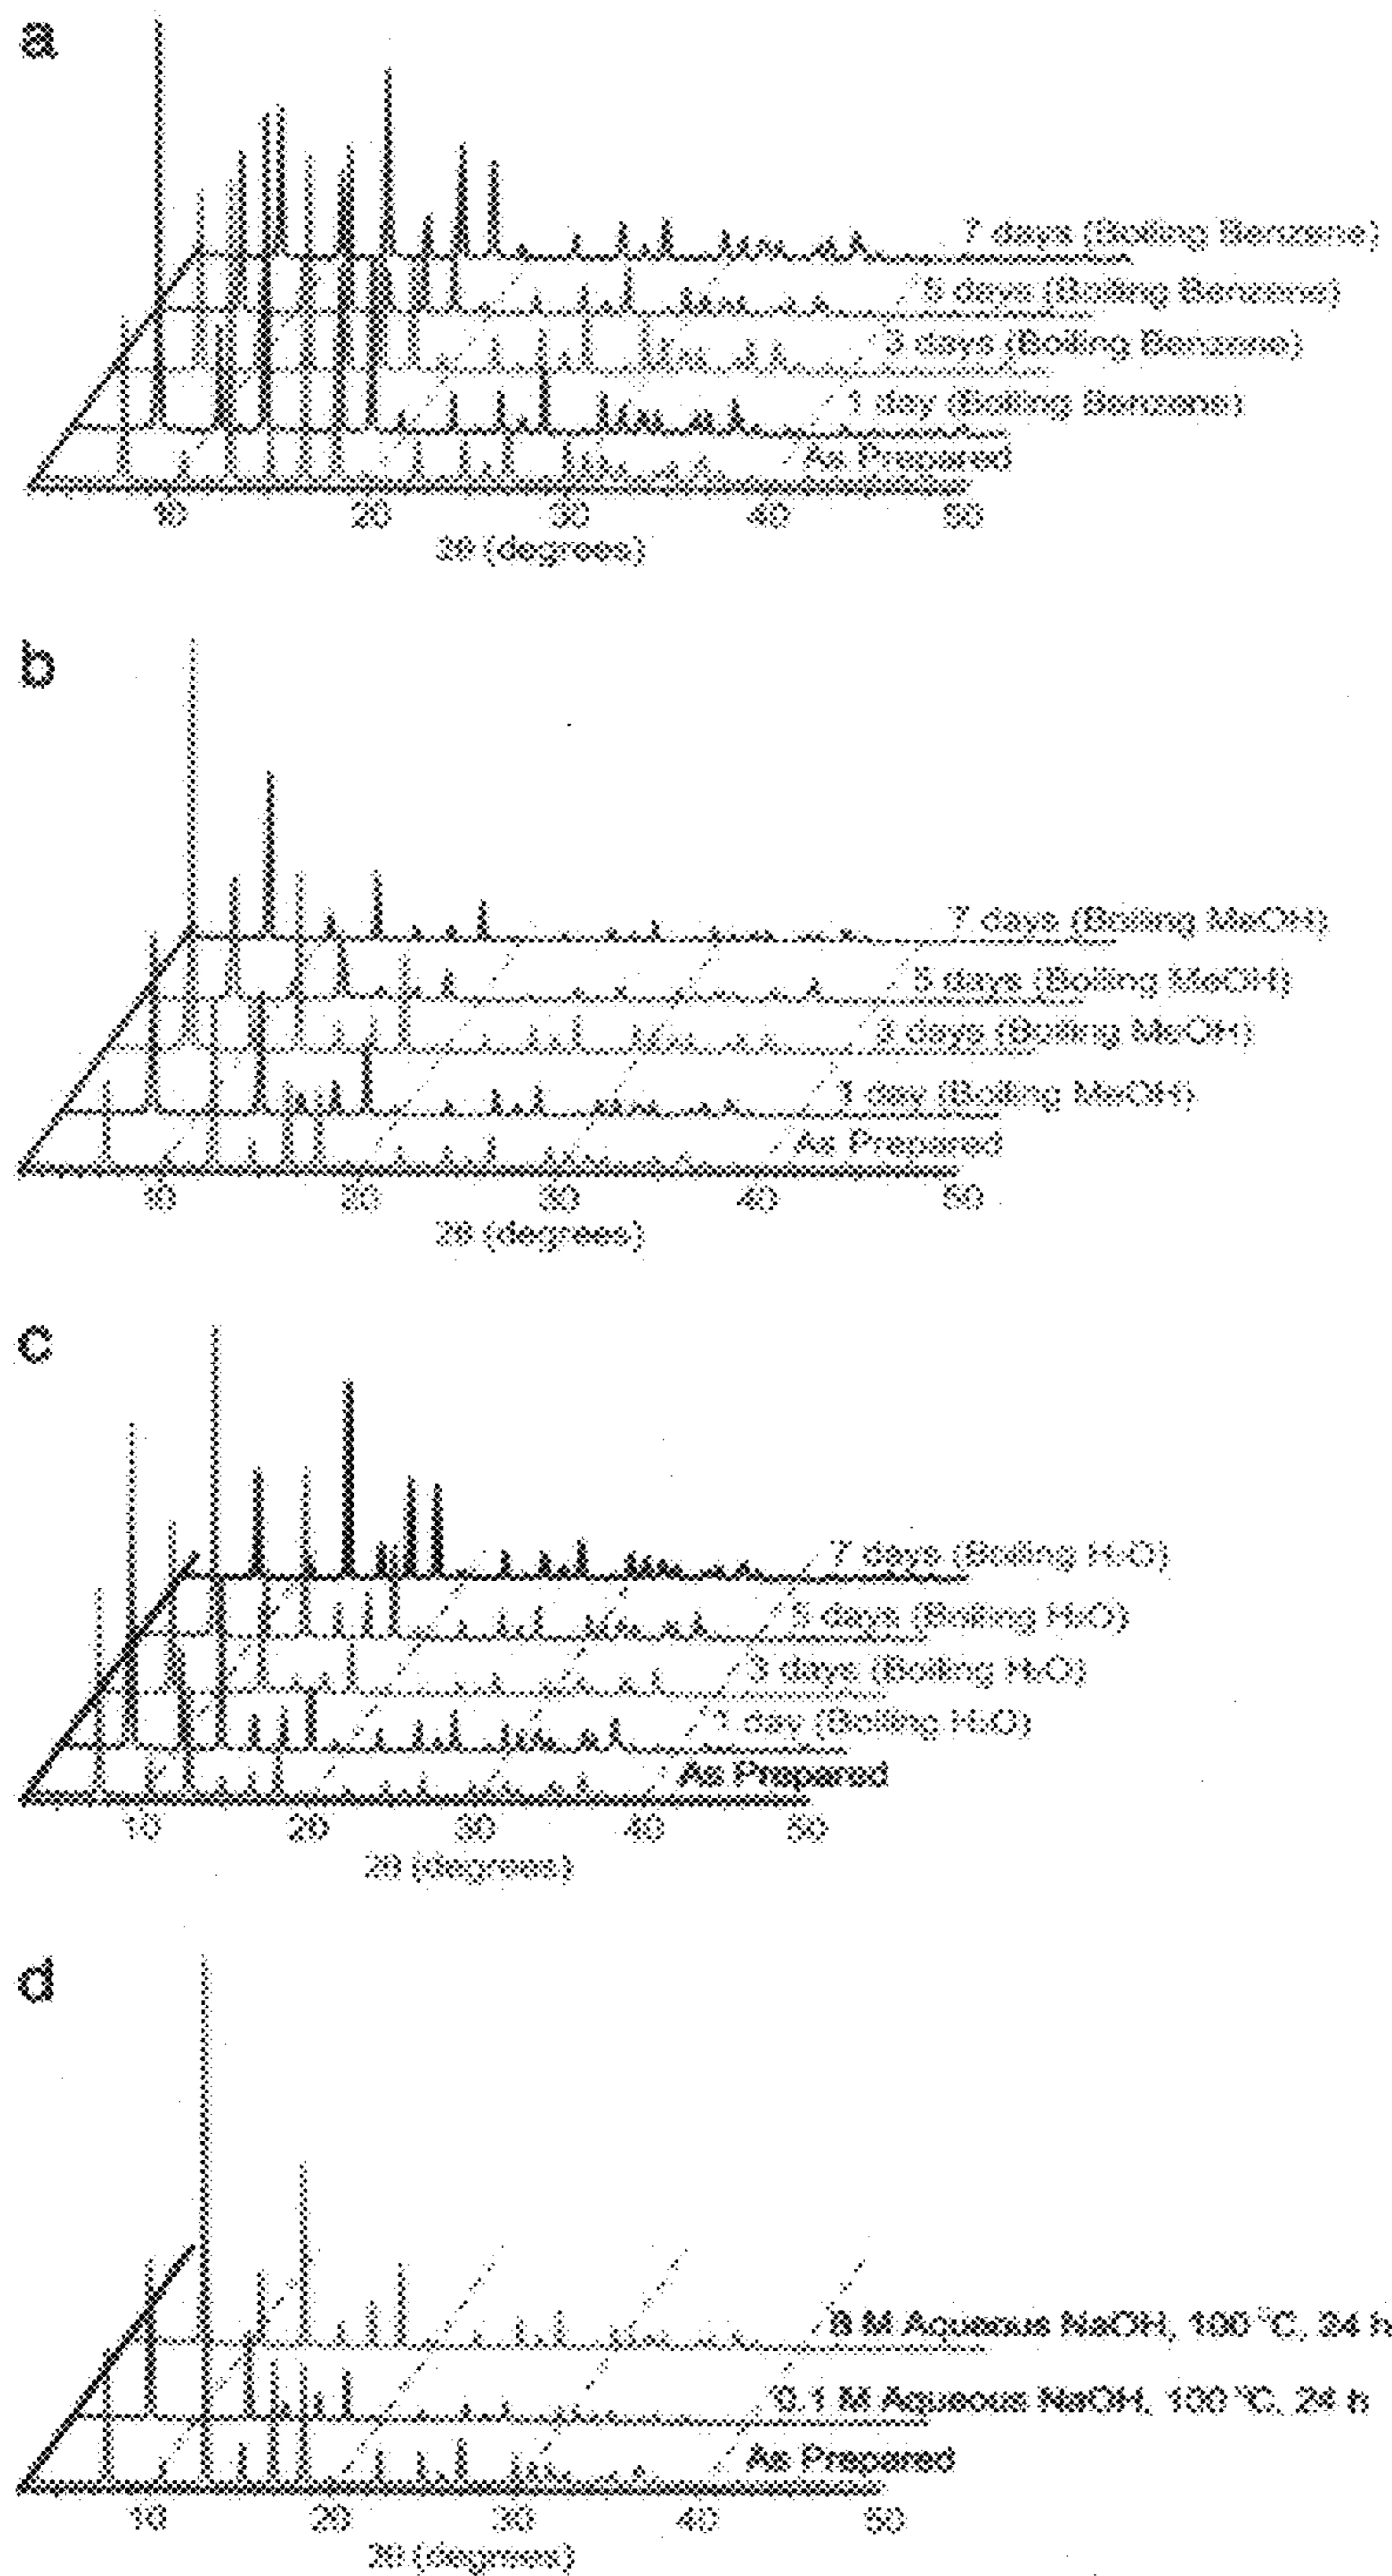 a
7 days (Boiling Benzene)
5 days (Boiling Benzene)
3 days (Boiling Benzene)
1 day (Boiling Benzene)
As Prepared
10 20 30 40 50
2θ (degrees)
b
7 days (Boiling MeOH)
5 days (Boiling MeOH)
3 days (Boiling MeOH)
1 day (Boiling MeOH)
As Prepared
10 20 30 40 50
2θ (degrees)
c
7 days (Boiling H₂O)
5 days (Boiling H₂O)
3 days (Boiling H₂O)
1 day (Boiling H₂O)
As Prepared
10 20 30 40 50
2θ (degrees)
d
8 M Aqueous NaOH, 100 °C, 24 h
0.1 M Aqueous NaOH, 100 °C, 24 h
As Prepared
10 20 30 40 50
2θ (degrees)